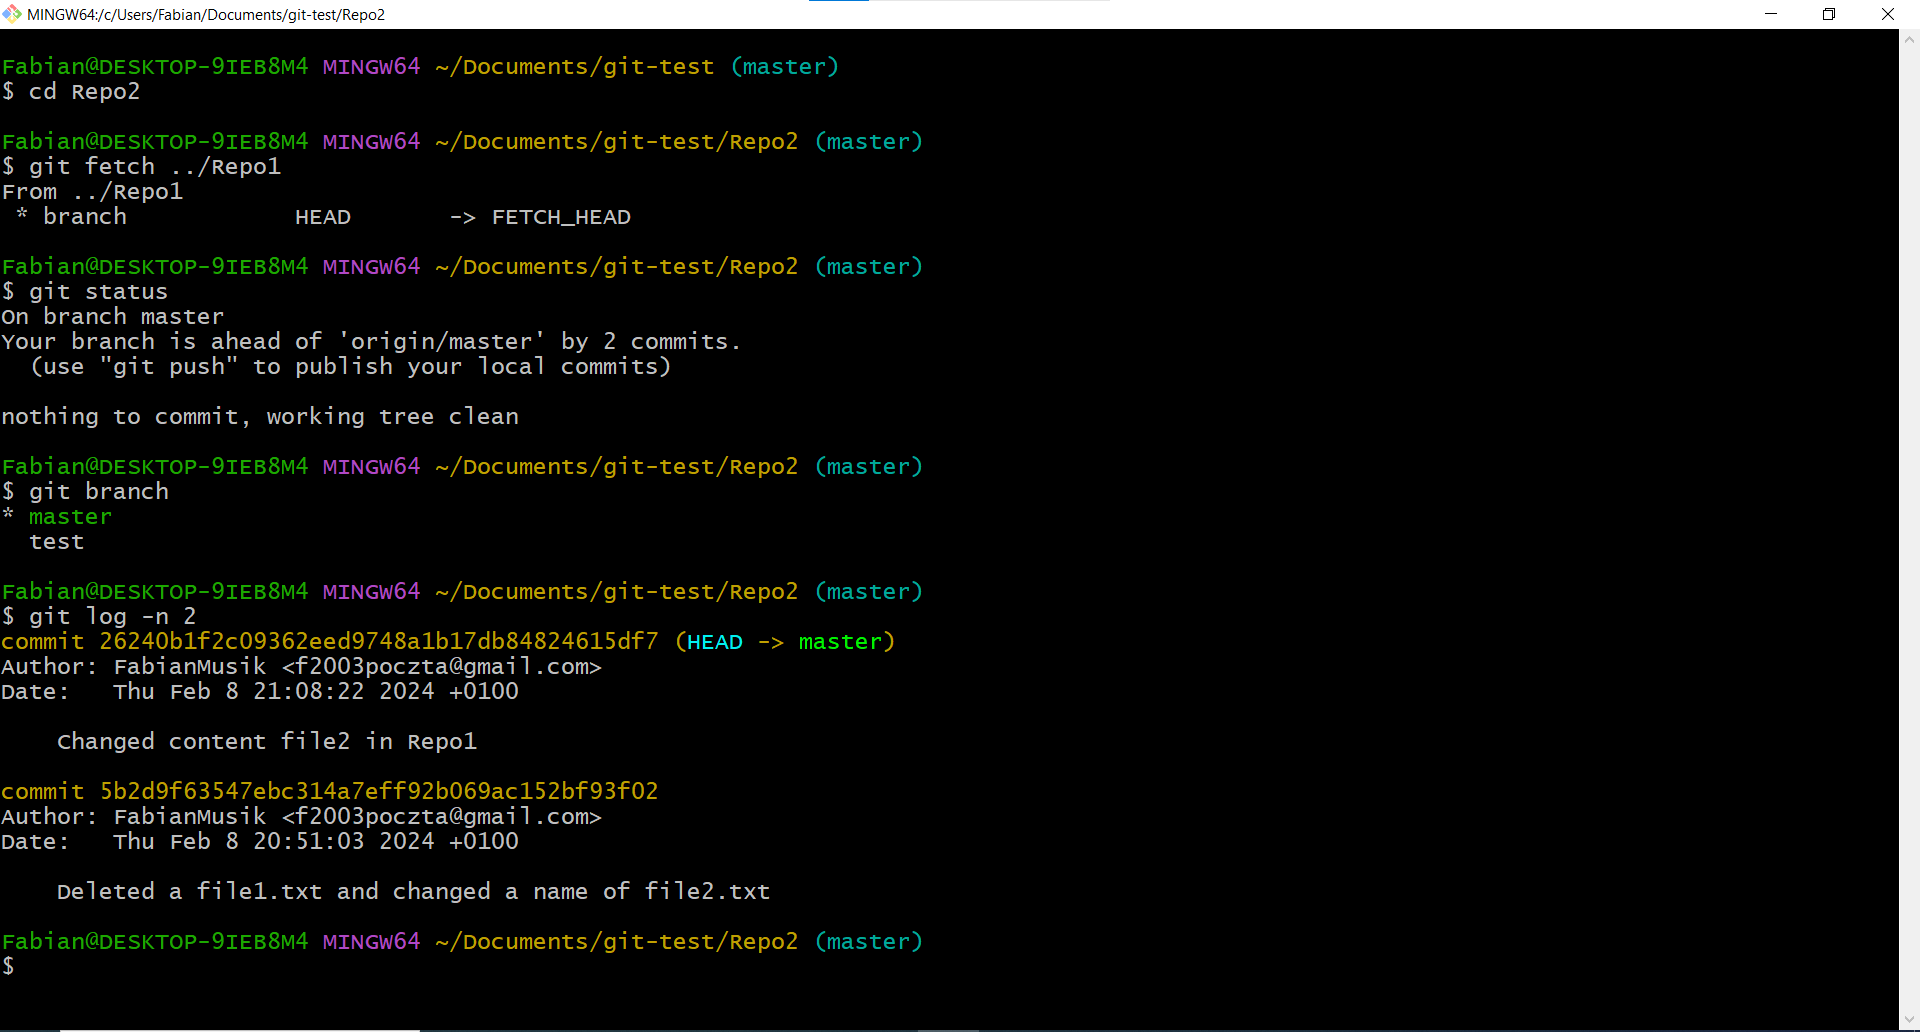 MINGW64:/c/Users/Fabian/Documents/git-test/Repo2
Fabian@DESKTOP-9IEB8M4 MINGW64 ~/Documents/git-test (master)
$ cd Repo2
Fabian@DESKTOP-9IEB8M4 MINGW64 ~/Documents/git-test/Repo2 (master)
$ git fetch ../Repo1
From ../Repo1
 * branch            HEAD       -> FETCH_HEAD
Fabian@DESKTOP-9IEB8M4 MINGW64 ~/Documents/git-test/Repo2 (master)
$ git status
On branch master
Your branch is ahead of 'origin/master' by 2 commits.
  (use "git push" to publish your local commits)
nothing to commit, working tree clean
Fabian@DESKTOP-9IEB8M4 MINGW64 ~/Documents/git-test/Repo2 (master)
$ git branch
* master
  test
Fabian@DESKTOP-9IEB8M4 MINGW64 ~/Documents/git-test/Repo2 (master)
$ git log -n 2
commit 26240b1f2c09362eed9748a1b17db84824615df7 (HEAD -> master)
Author: FabianMusik <f2003poczta@gmail.com>
Date:   Thu Feb 8 21:08:22 2024 +0100
    Changed content file2 in Repo1
commit 5b2d9f63547ebc314a7eff92b069ac152bf93f02
Author: FabianMusik <f2003poczta@gmail.com>
Date:   Thu Feb 8 20:51:03 2024 +0100
    Deleted a file1.txt and changed a name of file2.txt
Fabian@DESKTOP-9IEB8M4 MINGW64 ~/Documents/git-test/Repo2 (master)
$